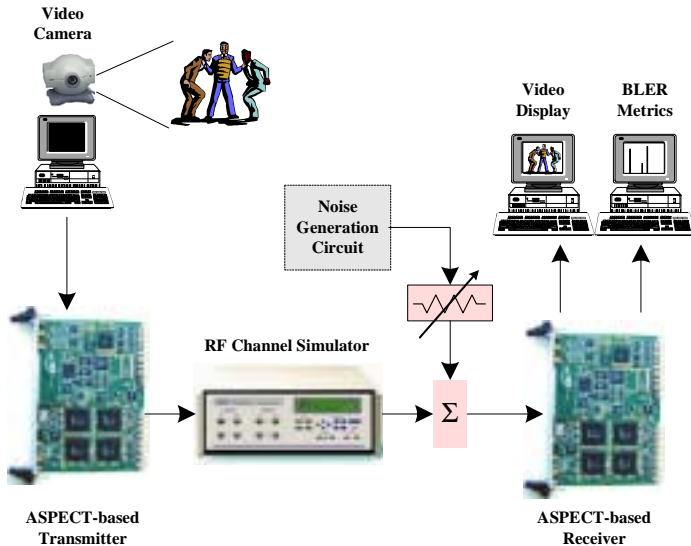 Video
Camera
Video
Display
BLER
Metrics
Noise
Generation
Circuit
RF Channel Simulator
Σ
ASPECT-based
Transmitter
ASPECT-based
Receiver